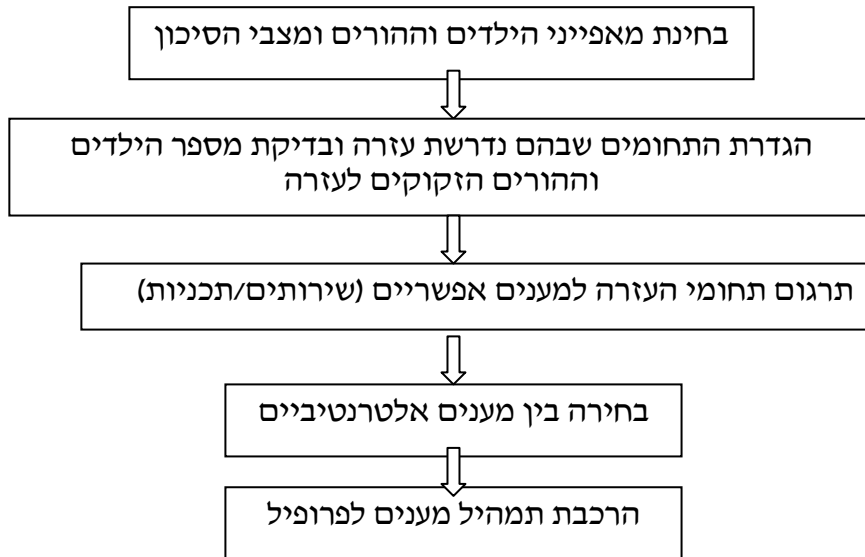 בחינת מאפייני הילדים וההורים ומצבי הסיכון
הגדרת התחומים שבהם נדרשת עזרה ובדיקת מספר הילדים
וההורים הזקוקים לעזרה
תרגום תחומי העזרה למענים אפשריים (שירותים/תכניות)
בחירה בין מענים אלטרנטיביים
הרכבת תמהיל מענים לפרופיל